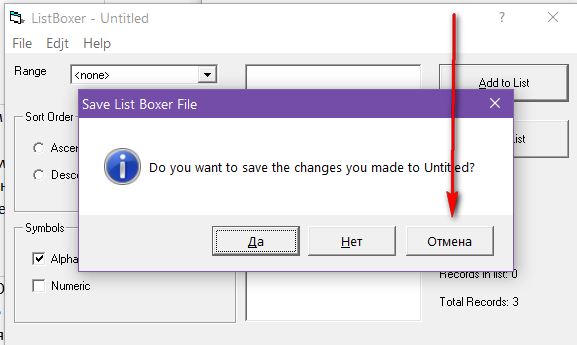 ListBoxer - Untitled
File Edjt Help
Range <none>
Add to List
Save List Boxer File
Sort Order
List
Ascen
Desce
Do you want to save the changes you made to Untitled?
Да Нет Отмена
Symbols
Alpha
Numeric
Records in list: 0
Total Records: 3